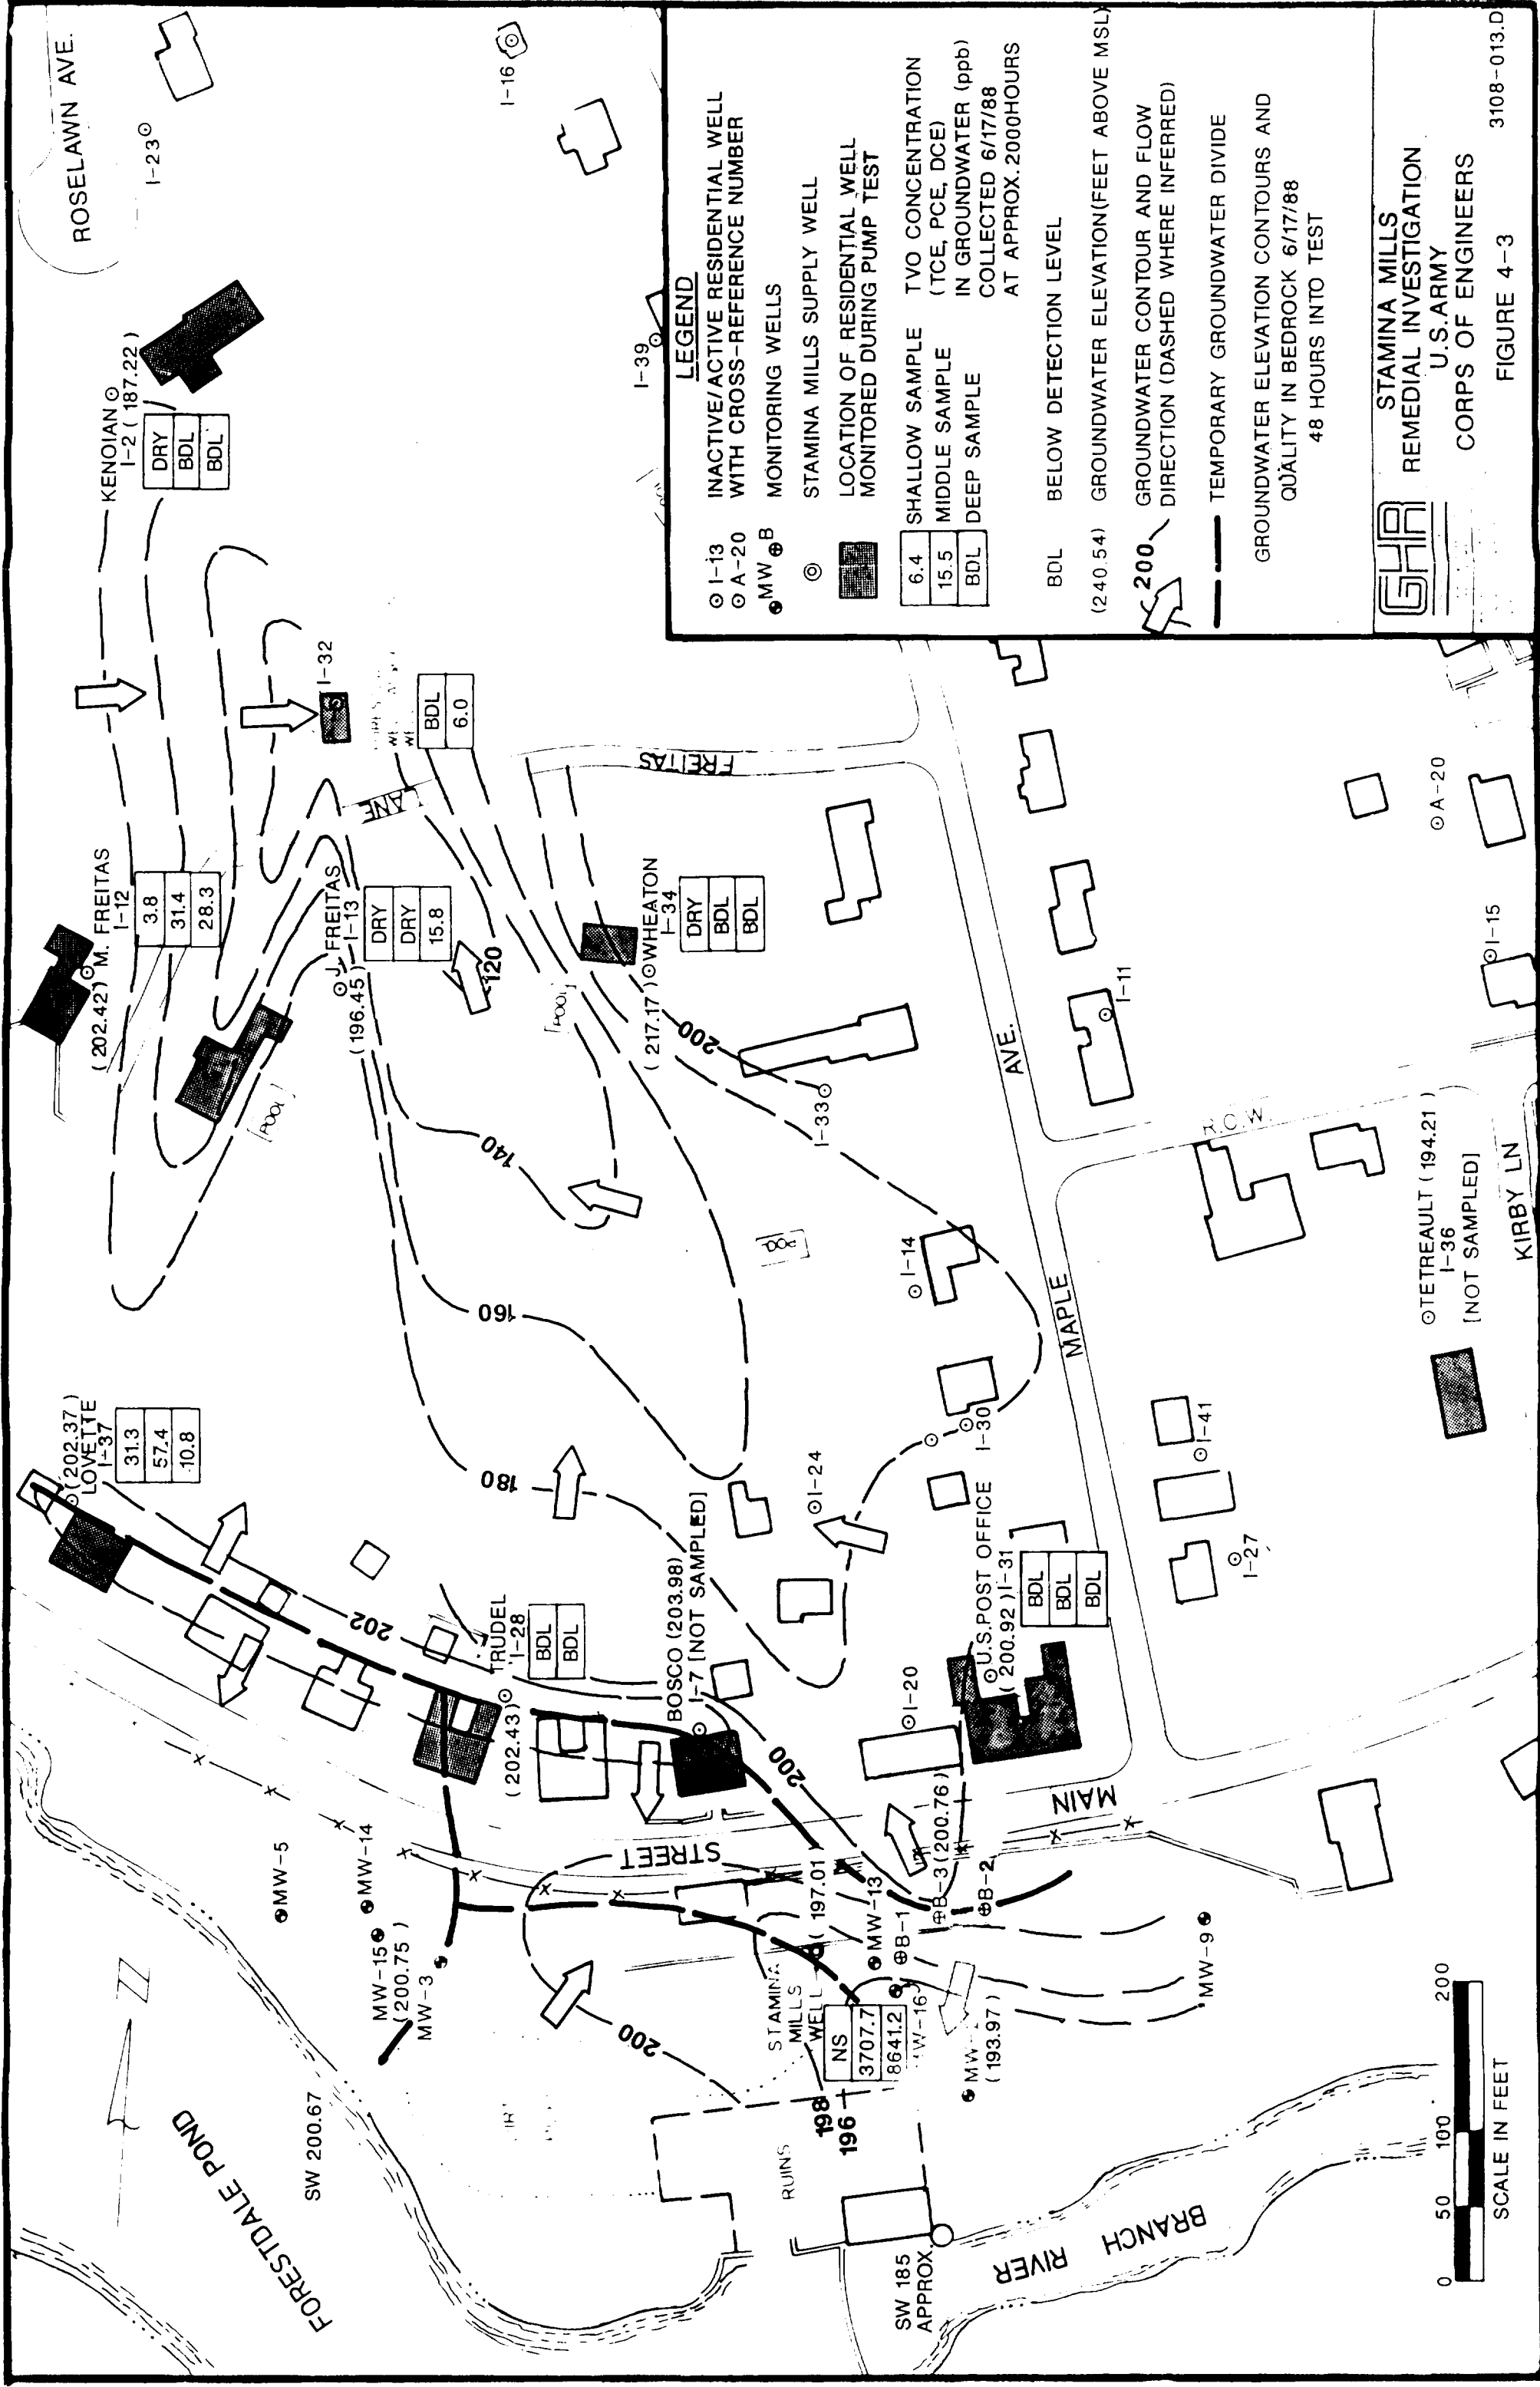 ROSELAWN AVE.
I-23
I-16
KENOIAN
I-2 (187.22)
DRY
BDL
BDL
I-39
I-32
LANE
BDL
6.0
FREITAS
(202.42) M. FREITAS
I-12
3.8
31.4
28.3
J. FREITAS
I-13
(196.45)
DRY
DRY
15.8
120
[POOL]
[POOL]
WHEATON
I-34
(217.17)
DRY
BDL
BDL
200
I-33
140
160
180
I-14
I-11
AVE.
MAPLE
R.O.W.
A-20
I-15
TETREAULT (194.21)
I-36
[NOT SAMPLED]
KIRBY LN
(202.37)
LOVETTE
I-37
31.3
57.4
10.8
202
TRUDEL
I-28
BDL
BDL
(202.43)
BOSCO (203.98)
I-7 [NOT SAMPLED]
I-24
I-30
U.S. POST OFFICE
(200.92) I-31
BDL
BDL
BDL
I-20
I-41
I-27
200
MAIN
STREET
MW-5
MW-14
MW-15
(200.75)
MW-3
200
STAMINA
MILLS
WELL
(197.01)
NS
3707.7
8641.2
MW-13
B-1
B-3 (200.76)
B-2
W-16
MW-
(193.97)
MW-9
198
196
RUINS
FORESTDALE POND
SW 200.67
SW 185
APPROX.
BRANCH
RIVER
0 50 100 200
SCALE IN FEET
LEGEND
I-13 INACTIVE/ACTIVE RESIDENTIAL WELL
A-20 WITH CROSS-REFERENCE NUMBER
MW B MONITORING WELLS
STAMINA MILLS SUPPLY WELL
LOCATION OF RESIDENTIAL WELL
MONITORED DURING PUMP TEST
6.4 SHALLOW SAMPLE TVO CONCENTRATION
15.5 MIDDLE SAMPLE (TCE, PCE, DCE)
BDL DEEP SAMPLE IN GROUNDWATER (ppb)
COLLECTED 6/17/88
AT APPROX. 2000HOURS
BDL BELOW DETECTION LEVEL
(240.54) GROUNDWATER ELEVATION(FEET ABOVE MSL)
200 GROUNDWATER CONTOUR AND FLOW
DIRECTION (DASHED WHERE INFERRED)
TEMPORARY GROUNDWATER DIVIDE
GROUNDWATER ELEVATION CONTOURS AND
QUALITY IN BEDROCK 6/17/88
48 HOURS INTO TEST
GHR
STAMINA MILLS
REMEDIAL INVESTIGATION
U.S. ARMY
CORPS OF ENGINEERS
FIGURE 4-3
3108-013.D